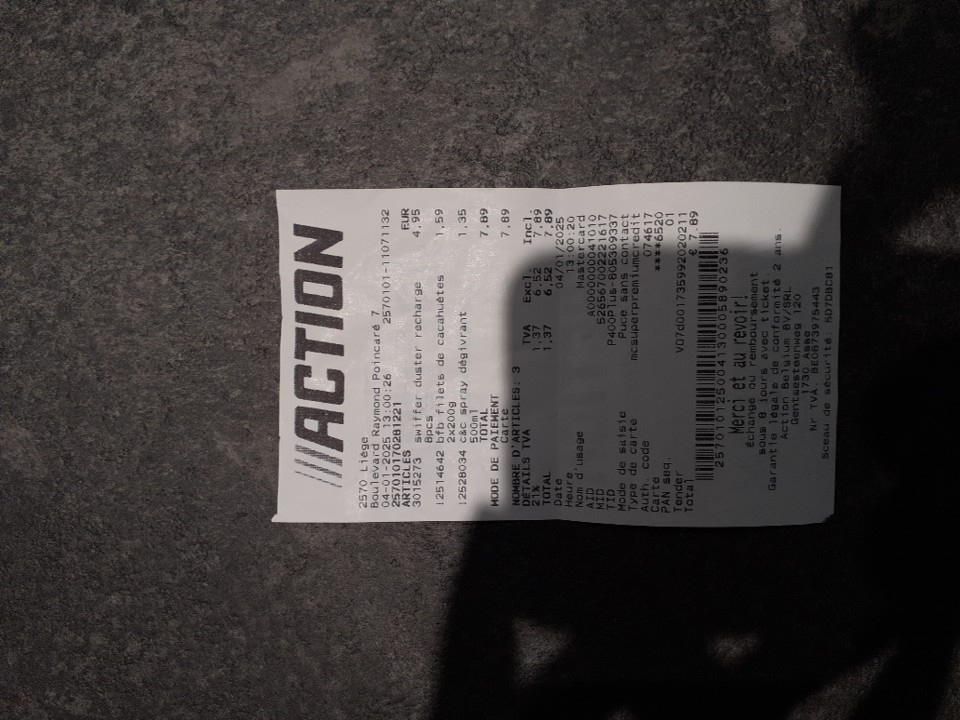 ACTION
2570 Liège
Boulevard Raymond Poincaré 7
04-01-2025 13:00:26 2570101-11071132
2570101702B1221
ARTICLES EUR
3015273 swiffer duster recharge 4,95
8pcs
12514642 bfb filets de cacahuètes 1,59
2x200g
12528034 c&c spray dégivrant 1,35
500ml
TOTAL 7,89
MODE DE PAIEMENT
Carte 7,89
NOMBRE D'ARTICLES: 3
DÉTAILS TVA TVA Excl. Incl.
21% 1,37 6,52 7,89
TOTAL 1,37 6,52 7,89
Date 04/01/2025
Heure 13:00:20
Nom d'usage Mastercard
AID A0000000041010
MID 526567002221617
TID P400Plus-805309337
Mode de saisie Puce sans contact
Type de carte mcsuperpremiumcredit
Auth. code 074617
Carte ****6520
PAN seq. 01
Tender V07d001735992020211
Total € 7,89
257010125004130005890236
Merci et au revoir!
échange ou remboursement
sous 8 jours avec ticket.
Garantie légale de conformité 2 ans.
Action Belgium BV/SRL
Gentsesteenweg 120
1730 Asse
Nr TVA. BE0873975443
Sceau de sécurité: 5D7DBC81